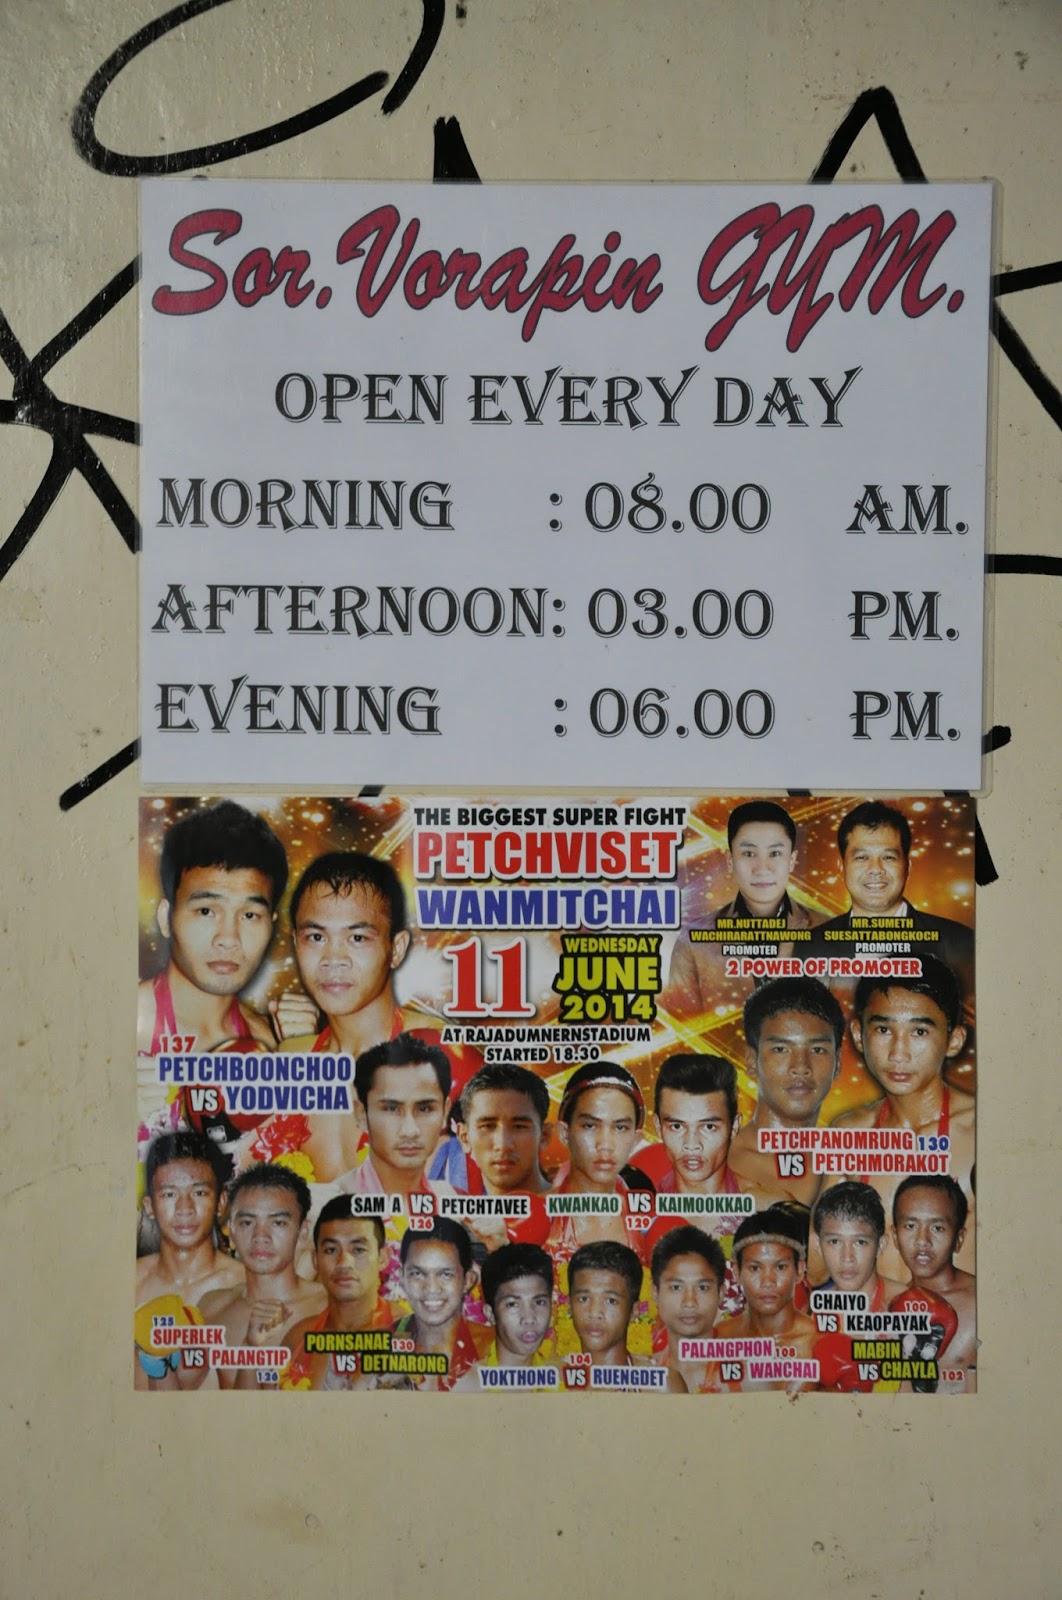 Sor.Vorapin GYM.
OPEN EVERY DAY
MORNING : 08.00 AM.
AFTERNOON: 03.00 PM.
EVENING : 06.00 PM.
THE BIGGEST SUPER FIGHT
PETCHVISET
WANMITCHAI
11 WEDNESDAY
JUNE
2014
AT RAJADUMNERNSTADIUM
STARTED 18.30
MR.NUTTADEJ
WACHIRARATTNAWONG
PROMOTER
MR.SUMETH
SUESATTABONGKOCH
PROMOTER
2 POWER OF PROMOTER
137
PETCHBOONCHOO
VS YODVICHA
PETCHPANOMRUNG 130
VS PETCHMORAKOT
SAM A VS PETCHTAVEE
126
KWANKAO VS KAIMOOKKAO
129
125
SUPERLEK
VS PALANGTIP
126
PORNSANAE 130
VS DETNARONG
104
YOKTHONG VS RUENGDET
PALANGPHON 108
VS WANCHAI
CHAIYO 100
VS KEAOPAYAK
MABIN
VS CHAYLA 102